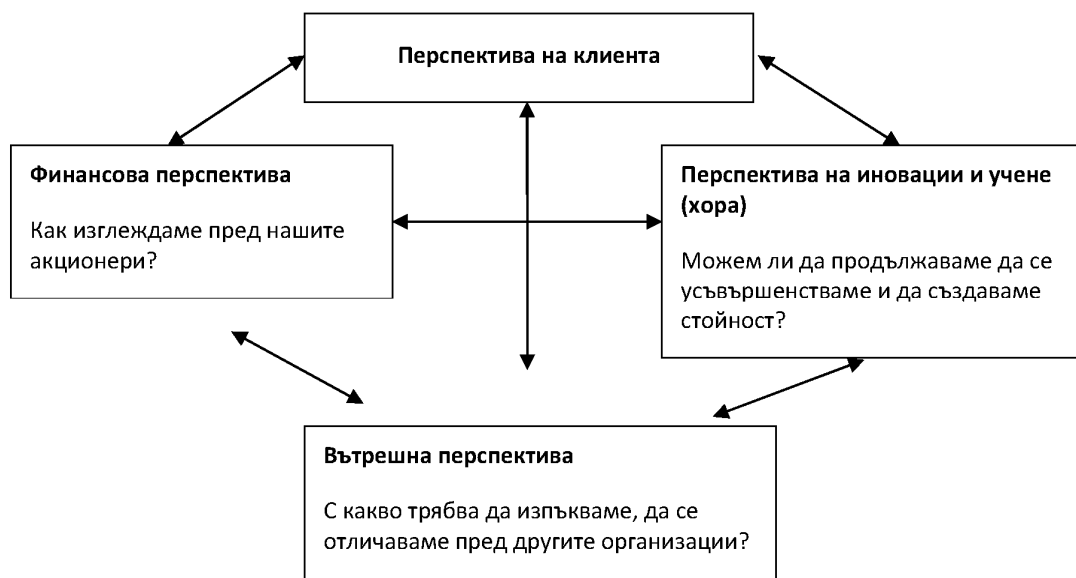 Перспектива на клиента
Финансова перспектива
Как изглеждаме пред нашите
акционери?
Перспектива на иновации и учене
(хора)
Можем ли да продължаваме да се
усъвършенстваме и да създаваме
стойност?
Вътрешна перспектива
С какво трябва да изпъкваме, да се
отличаваме пред другите организации?